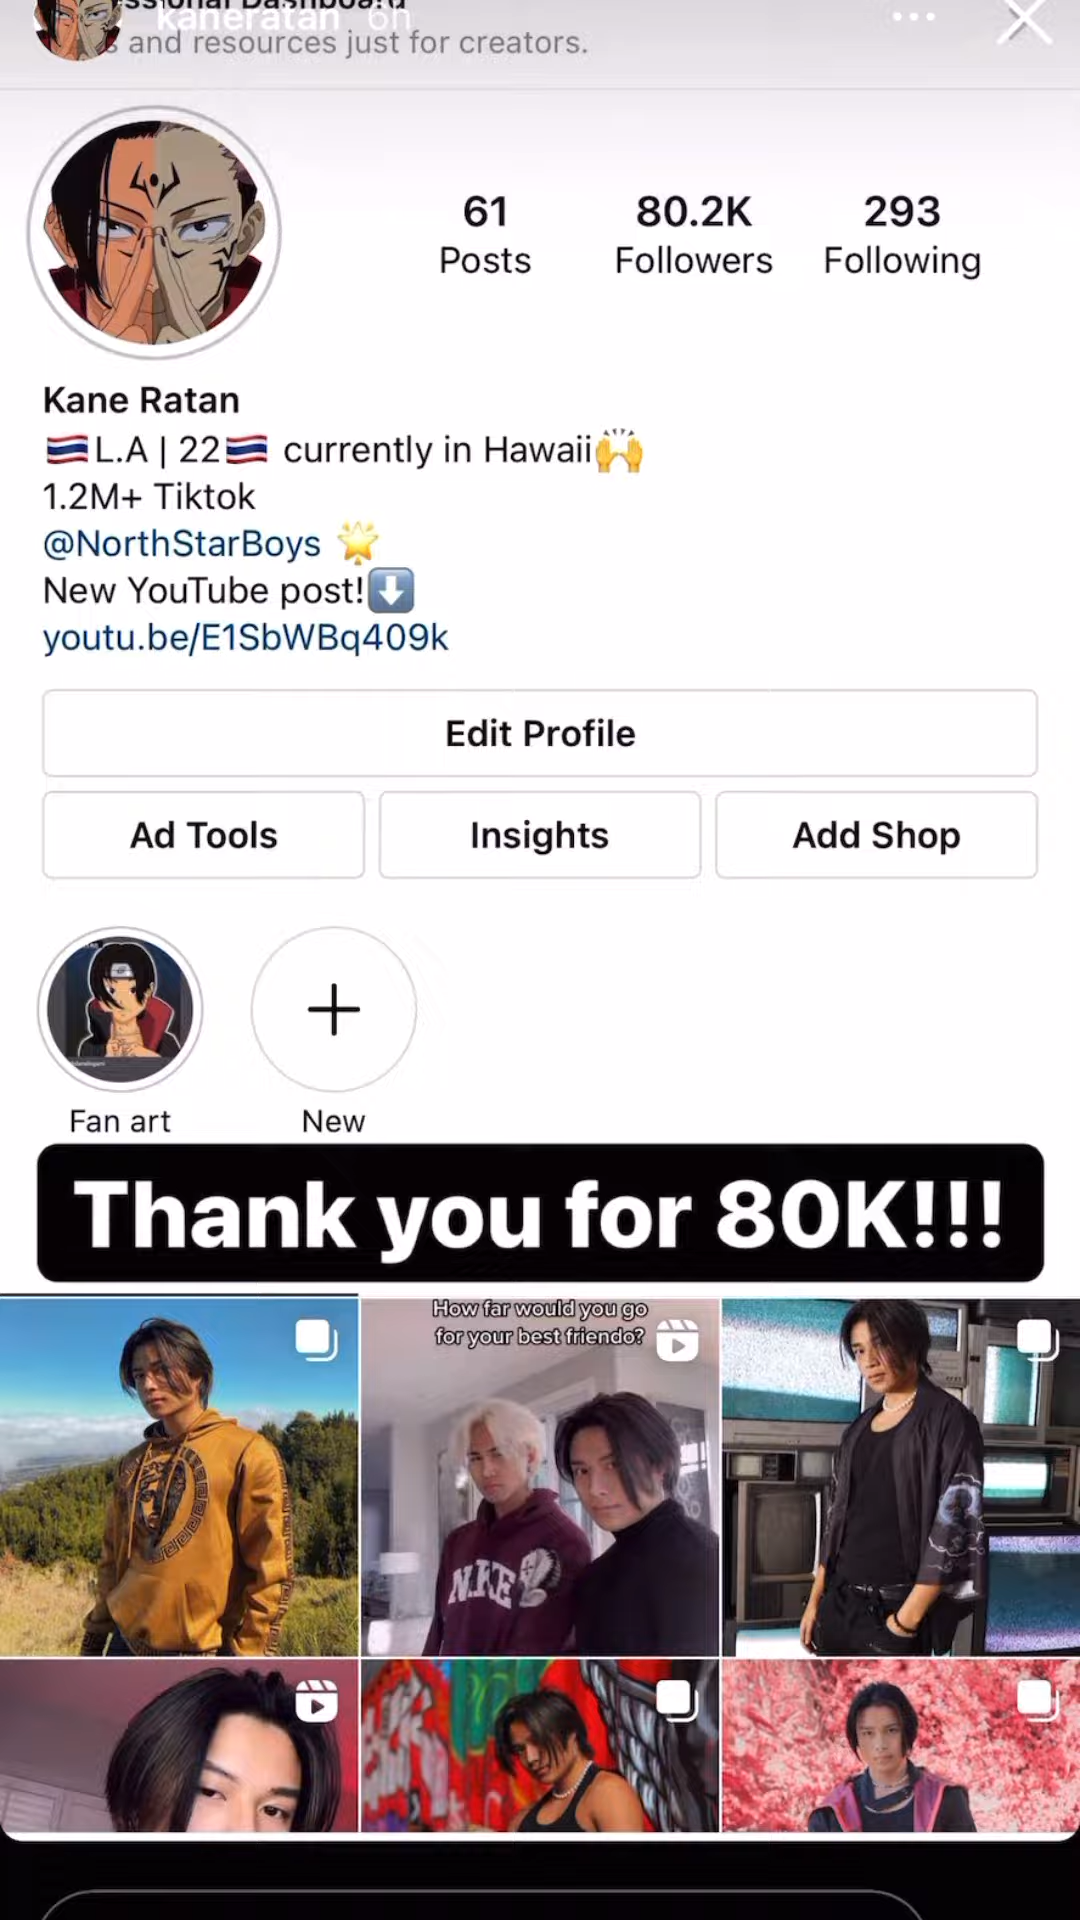 kaneratan 6h
s and resources just for creators.
61
Posts
80.2K
Followers
293
Following
Kane Ratan
🇹🇭L.A | 22🇹🇭 currently in Hawaii🙌
1.2M+ Tiktok
@NorthStarBoys 🌟
New YouTube post!⬇️
youtu.be/E1SbWBq409k
Edit Profile
Ad Tools
Insights
Add Shop
Fan art
New
Thank you for 80K!!!
How far would you go
for your best friendo?